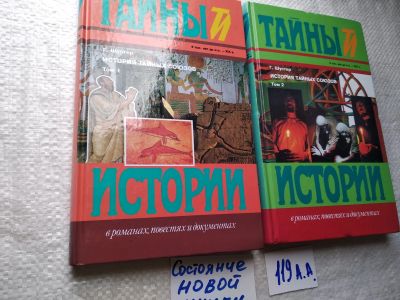 ТАЙНЫ
Г. Шустер
ИСТОРИЯ ТАЙНЫХ СОЮЗОВ
Том 1
ИСТОРИИ
в романах, повестях и документах
ТАЙНЫ
Г. Шустер
ИСТОРИЯ ТАЙНЫХ СОЮЗОВ
Том 2
ИСТОРИИ
в романах, повестях и документах
Состояние
НОВОЙ
119 А.А.